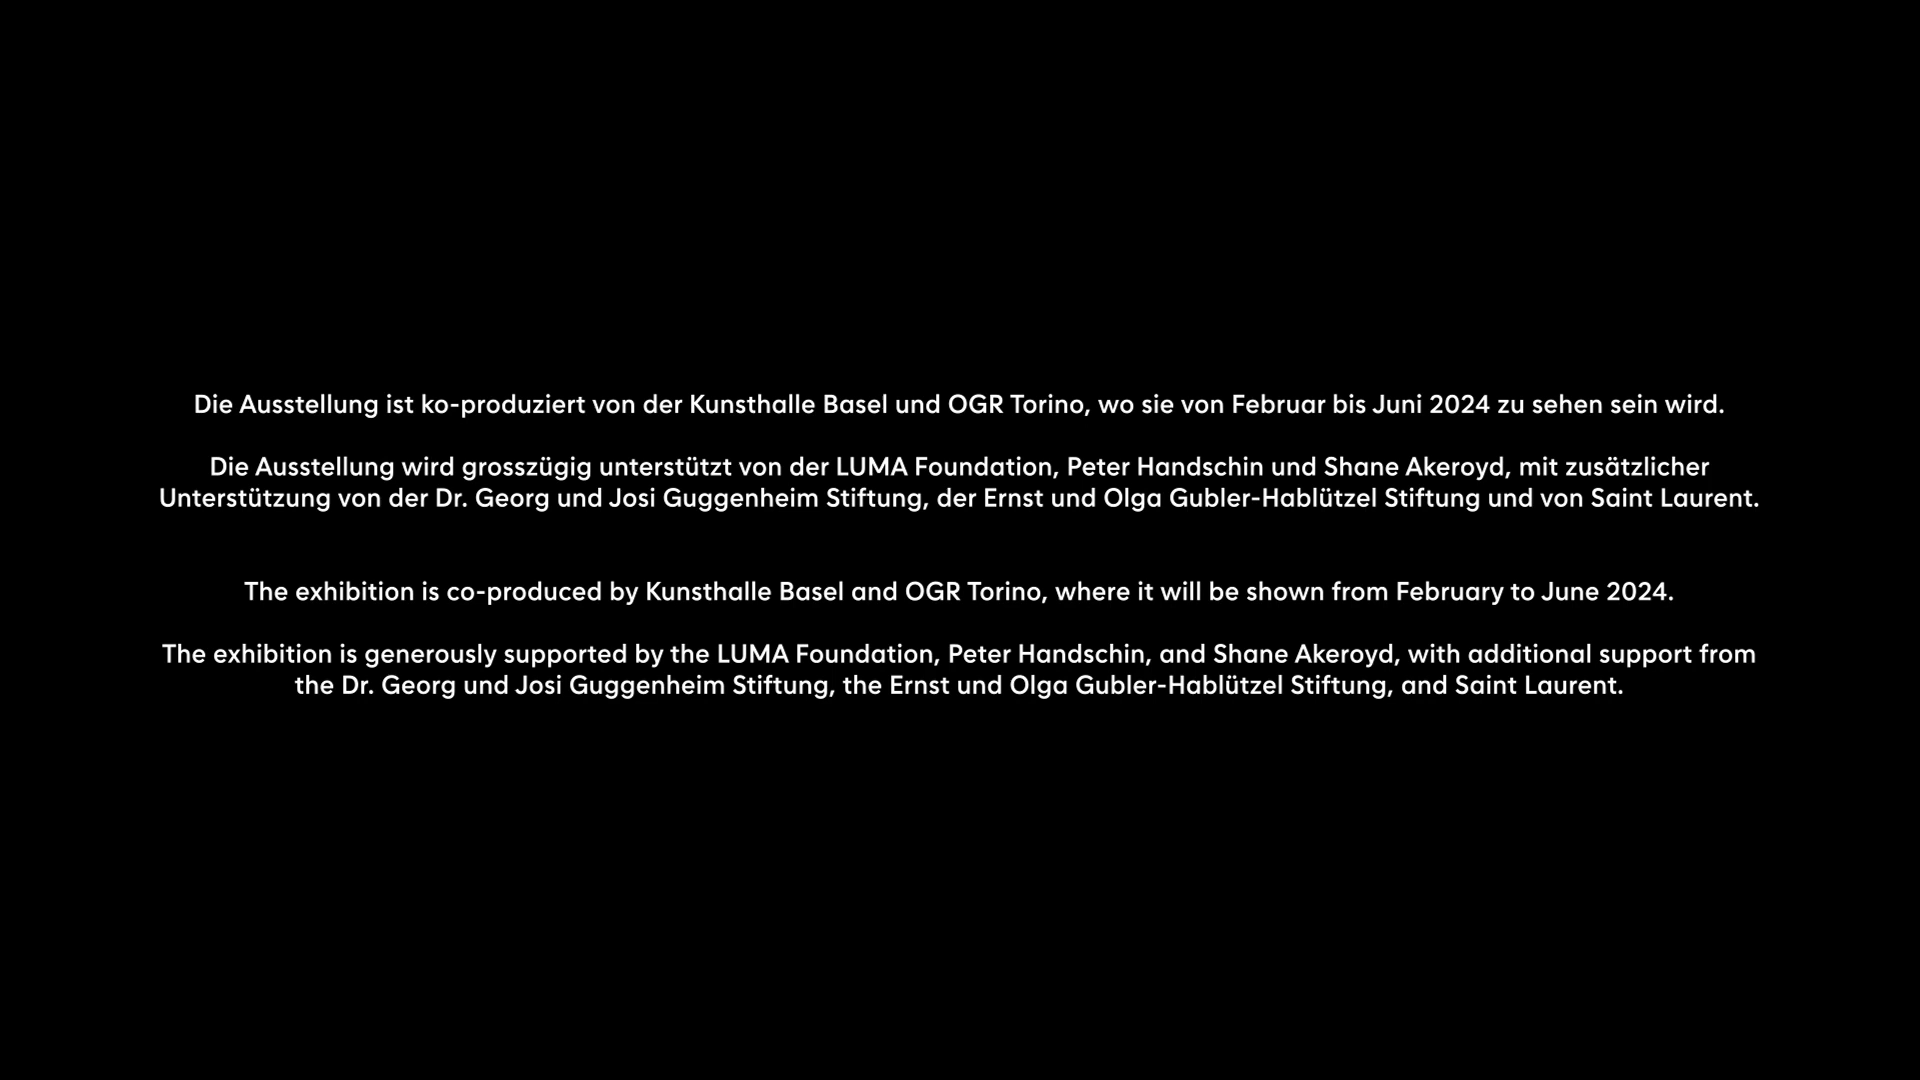 Die Ausstellung ist ko-produziert von der Kunsthalle Basel und OGR Torino, wo sie von Februar bis Juni 2024 zu sehen sein wird.
Die Ausstellung wird grosszügig unterstützt von der LUMA Foundation, Peter Handschin und Shane Akeroyd, mit zusätzlicher
Unterstützung von der Dr. Georg und Josi Guggenheim Stiftung, der Ernst und Olga Gubler-Hablützel Stiftung und von Saint Laurent.
The exhibition is co-produced by Kunsthalle Basel and OGR Torino, where it will be shown from February to June 2024.
The exhibition is generously supported by the LUMA Foundation, Peter Handschin, and Shane Akeroyd, with additional support from
the Dr. Georg und Josi Guggenheim Stiftung, the Ernst und Olga Gubler-Hablützel Stiftung, and Saint Laurent.